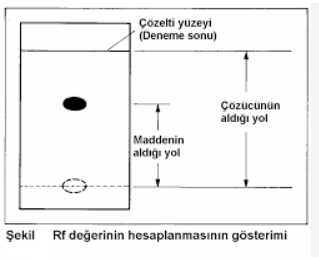 Çözelti yüzeyi
(Deneme sonu)
Çözücünün
aldığı yol
Maddenin
aldığı yol
Şekil Rf değerinin hesaplanmasının gösterimi